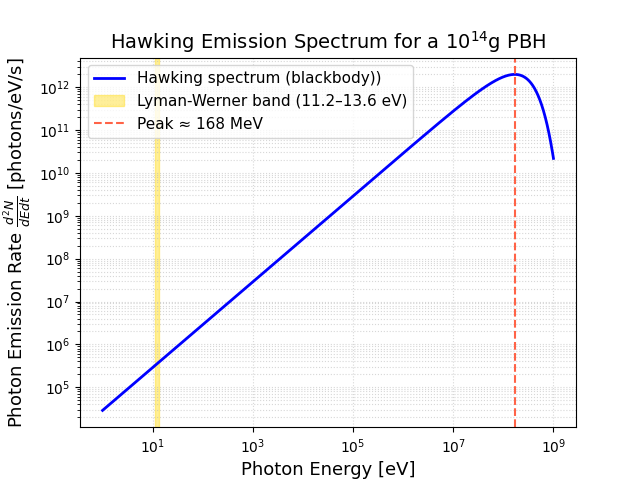 Hawking Emission Spectrum for a 10¹⁴g PBH
Hawking spectrum (blackbody))
Lyman-Werner band (11.2–13.6 eV)
Peak ≈ 168 MeV
Photon Emission Rate d²N/dEdt [photons/eV/s]
10¹²
10¹¹
10¹⁰
10⁹
10⁸
10⁷
10⁶
10⁵
10¹
10³
10⁵
10⁷
10⁹
Photon Energy [eV]